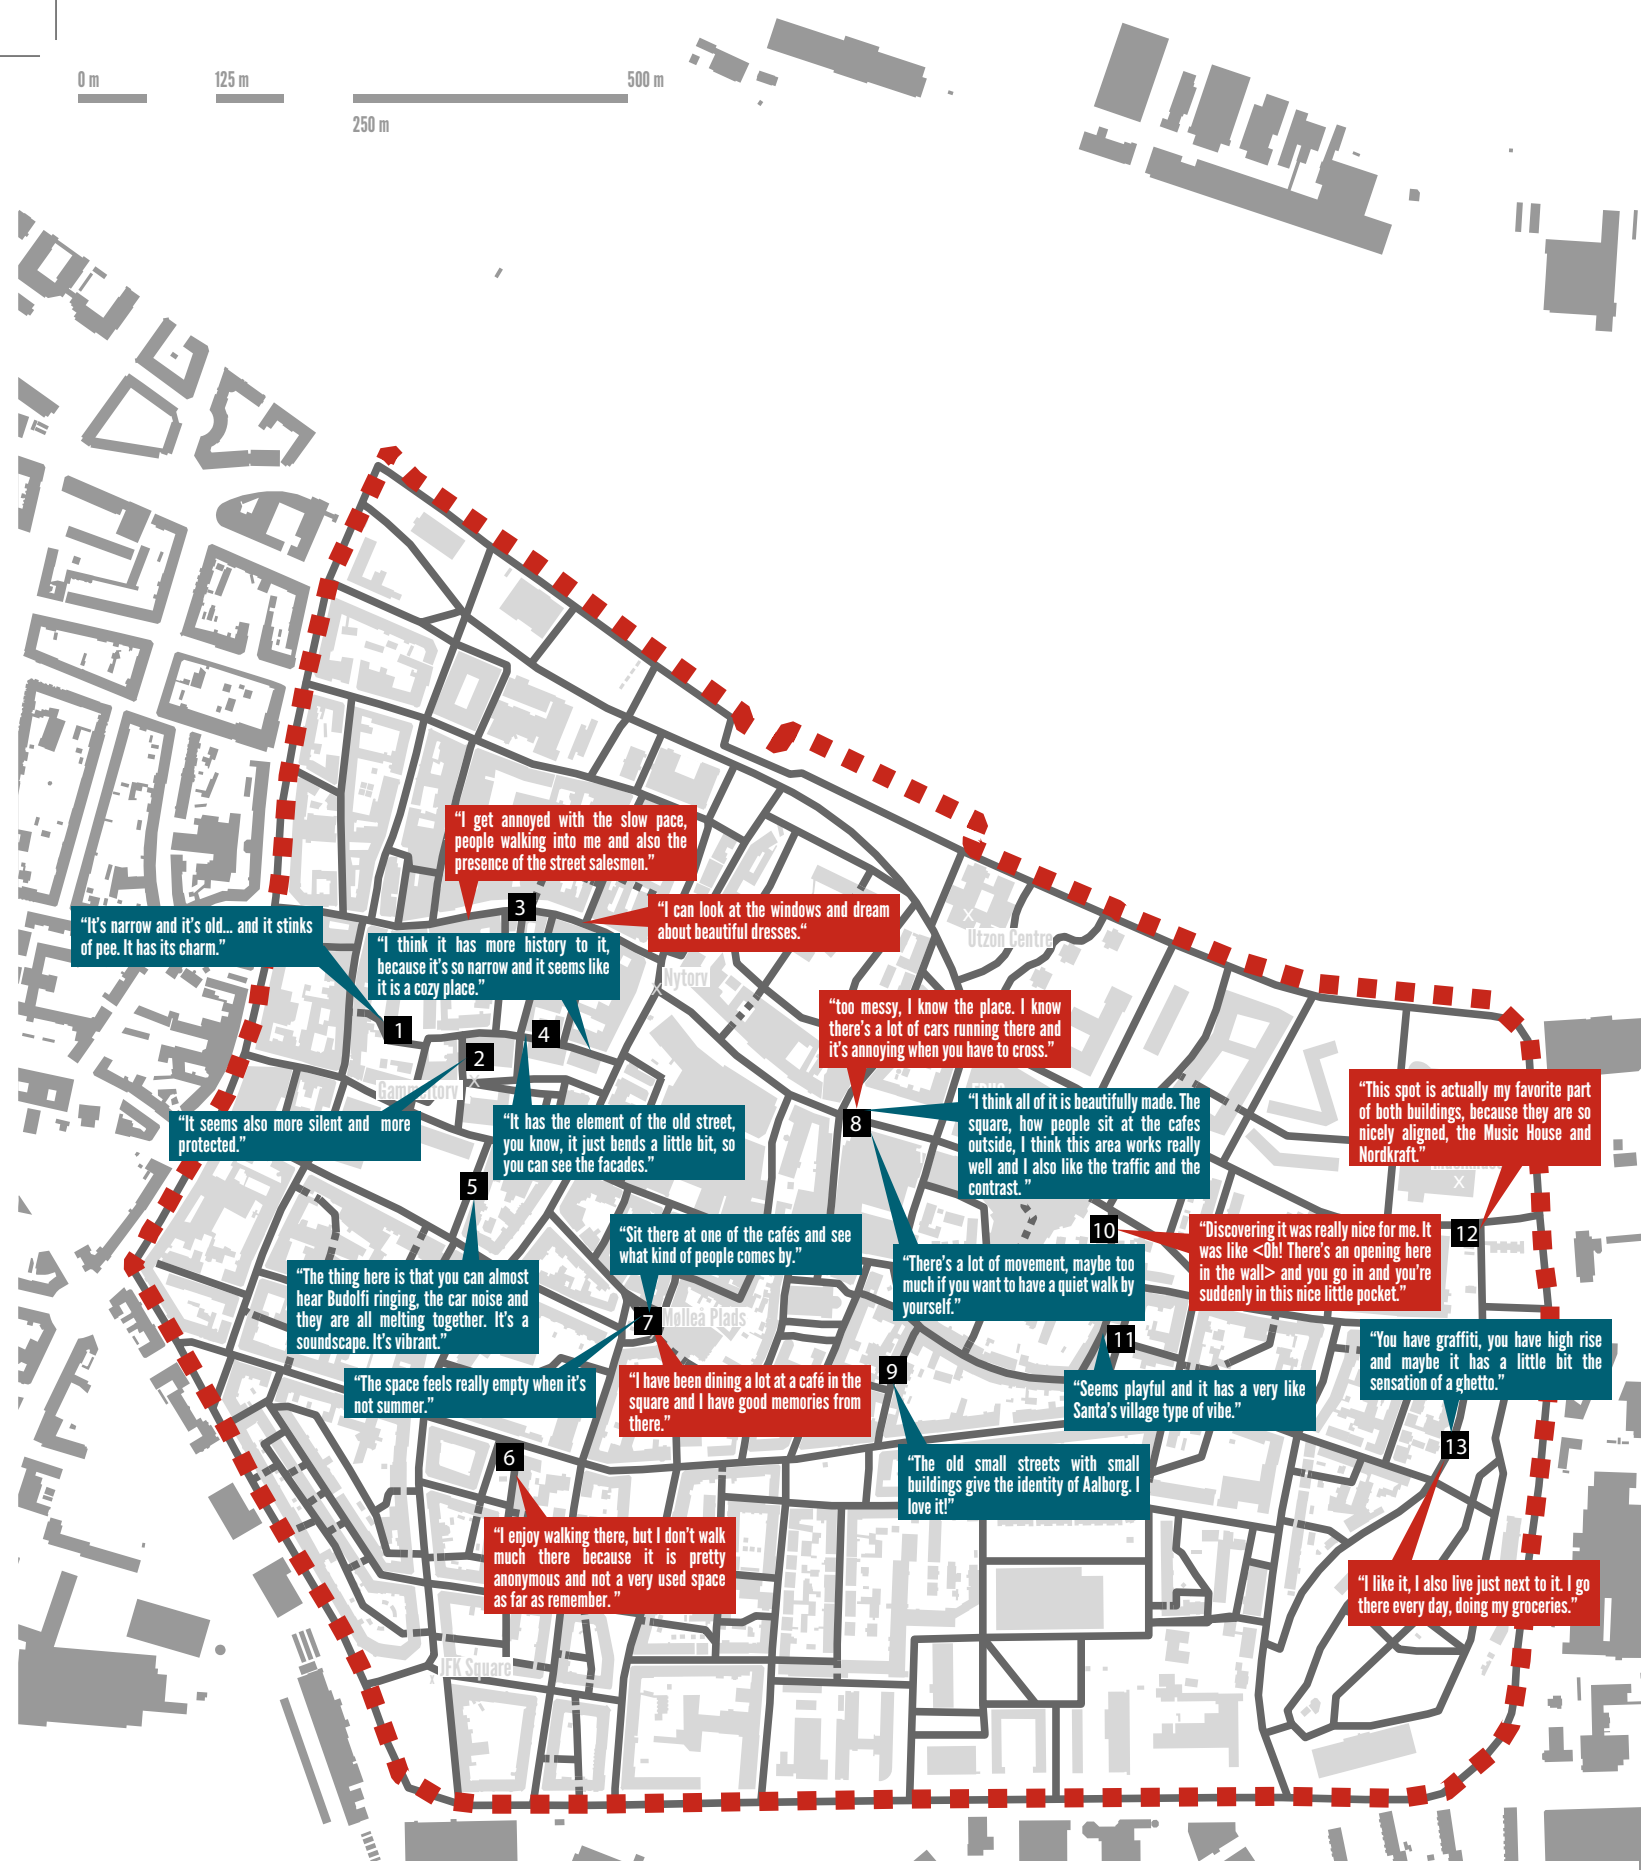 0 m
125 m
500 m
250 m
“I get annoyed with the slow pace,
people walking into me and also the
presence of the street salesmen.”
3
“I can look at the windows and dream
about beautiful dresses.“
“It’s narrow and it’s old... and it stinks
of pee. It has its charm.”
“I think it has more history to it,
because it’s so narrow and it seems like
it is a cozy place.”
x
Utzon Centre
x
Nytorv
1
4
2
x
Gammeltorv
“too messy, I know the place. I know
there’s a lot of cars running there and
it’s annoying when you have to cross.”
“It seems also more silent and more
protected.”
“It has the element of the old street,
you know, it just bends a little bit, so
you can see the facades.”
8
“I think all of it is beautifully made. The
square, how people sit at the cafes
outside, I think this area works really
well and I also like the traffic and the
contrast. ”
“This spot is actually my favorite part
of both buildings, because they are so
nicely aligned, the Music House and
Nordkraft.”
x
5
“Sit there at one of the cafés and see
what kind of people comes by.”
10
“Discovering it was really nice for me. It
was like <Oh! There’s an opening here
in the wall> and you go in and you’re
suddenly in this nice little pocket.”
12
“The thing here is that you can almost
hear Budolfi ringing, the car noise and
they are all melting together. It’s a
soundscape. It’s vibrant.”
“There’s a lot of movement, maybe too
much if you want to have a quiet walk by
yourself.”
7
Møllea Plads
11
“You have graffiti, you have high rise
and maybe it has a little bit the
sensation of a ghetto.”
“The space feels really empty when it’s
not summer.”
“I have been dining a lot at a café in the
square and I have good memories from
there.”
9
“Seems playful and it has a very like
Santa’s village type of vibe.”
6
13
“The old small streets with small
buildings give the identity of Aalborg. I
love it!”
“I enjoy walking there, but I don’t walk
much there because it is pretty
anonymous and not a very used space
as far as remember. ”
“I like it, I also live just next to it. I go
there every day, doing my groceries.”
JFK Square
x